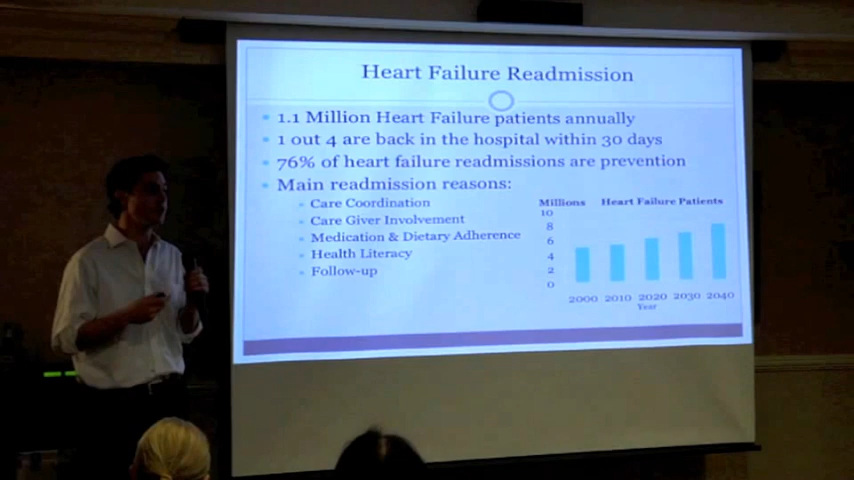 Heart Failure Readmission
1.1 Million Heart Failure patients annually
1 out 4 are back in the hospital within 30 days
76% of heart failure readmissions are prevention
Main readmission reasons:
Care Coordination
Care Giver Involvement
Medication & Dietary Adherence
Health Literacy
Follow-up
Millions Heart Failure Patients
10
8
6
4
2
0
2000 2010 2020 2030 2040
Year